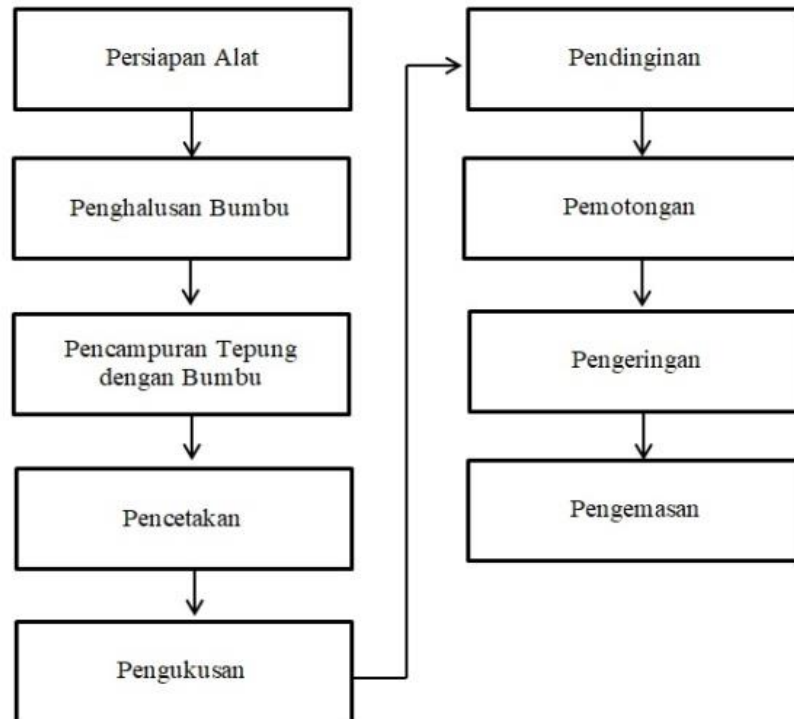 Persiapan Alat
Penghalusan Bumbu
Pencampuran Tepung
dengan Bumbu
Pencetakan
Pengukusan
Pendinginan
Pemotongan
Pengeringan
Pengemasan